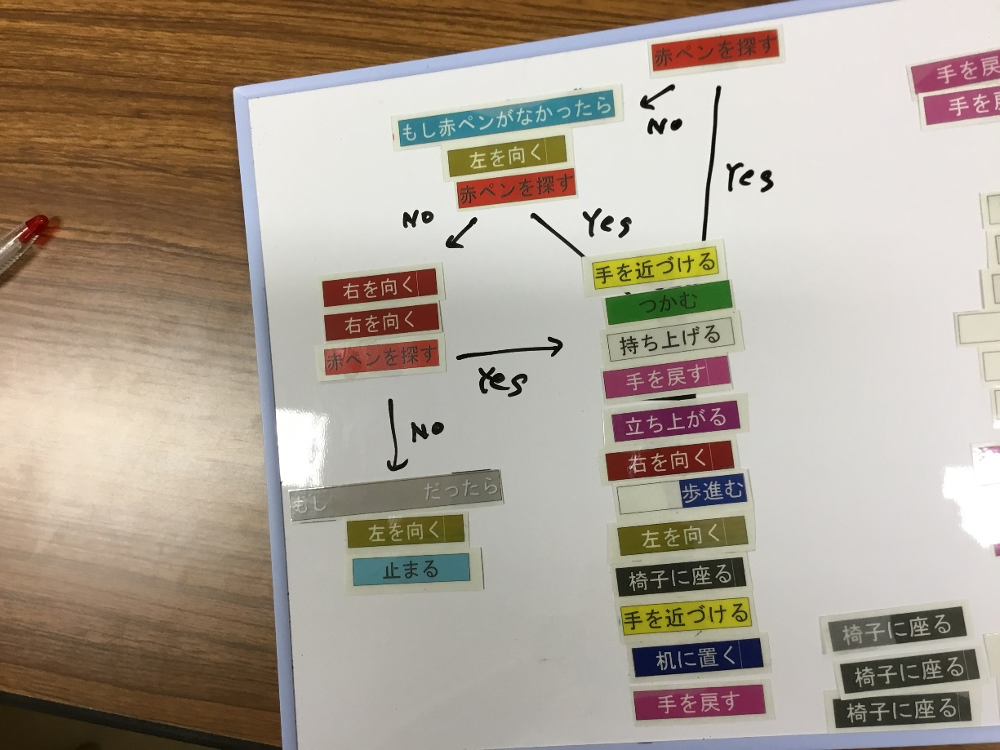 赤ペンを探す
No
Yes
もし赤ペンがなかったら
左を向く
赤ペンを探す
NO
Yes
右を向く
右を向く
赤ペンを探す
Yes
NO
もし だったら
左を向く
止まる
手を近づける
つかむ
持ち上げる
手を戻す
立ち上がる
右を向く
歩進む
左を向く
椅子に座る
手を近づける
机に置く
手を戻す
手を戻
手を
椅子に座る
椅子に座る
椅子に座る